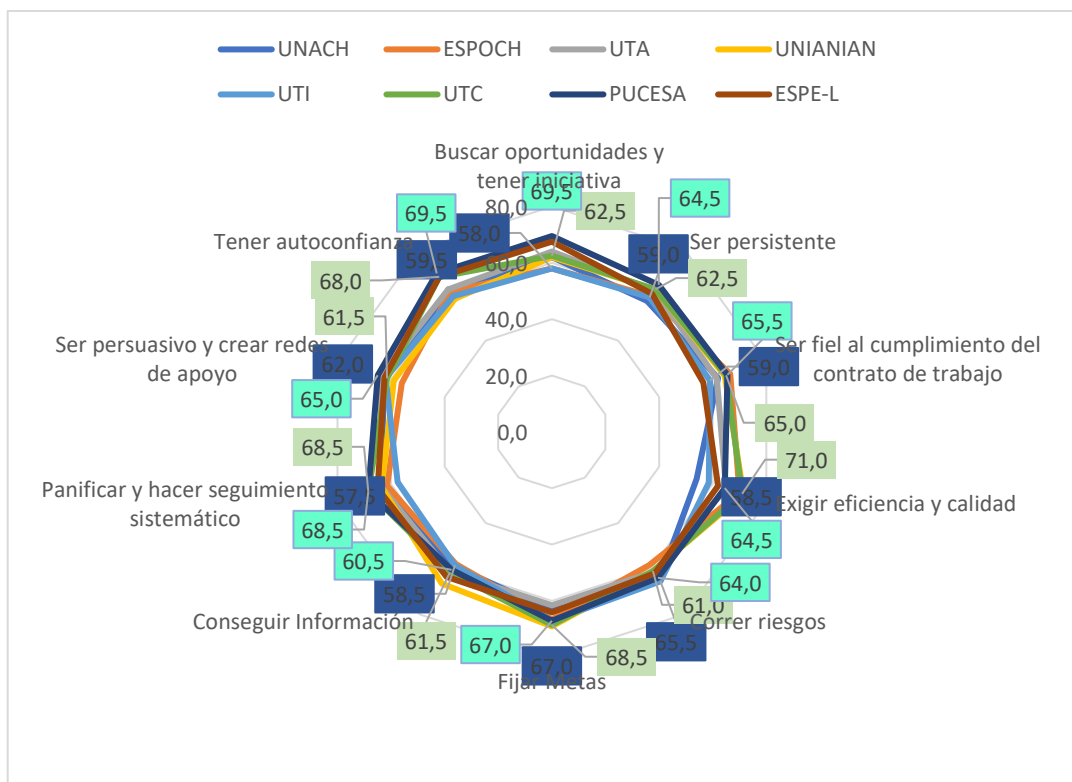 UNACH
ESPOCH
UTA
UNIANIAN
UTI
UTC
PUCESA
ESPE-L
Buscar oportunidades y
tener iniciativa
69,5
62,5
64,5
80,0
69,5
58,0
59,0
Ser persistente
Tener autoconfianza
59,5
60,0
62,5
68,0
61,5
65,5
40,0
Ser persuasivo y crear redes
de apoyo
62,0
Ser fiel al cumplimiento del
contrato de trabajo
59,0
65,0
20,0
65,0
0,0
68,5
71,0
Panificar y hacer seguimiento
sistemático
57,5
58,5
Exigir eficiencia y calidad
68,5
64,5
60,5
64,0
58,5
61,0
Conseguir Información
Correr riesgos
61,5
67,0
68,5
65,5
67,0
Fijar Metas